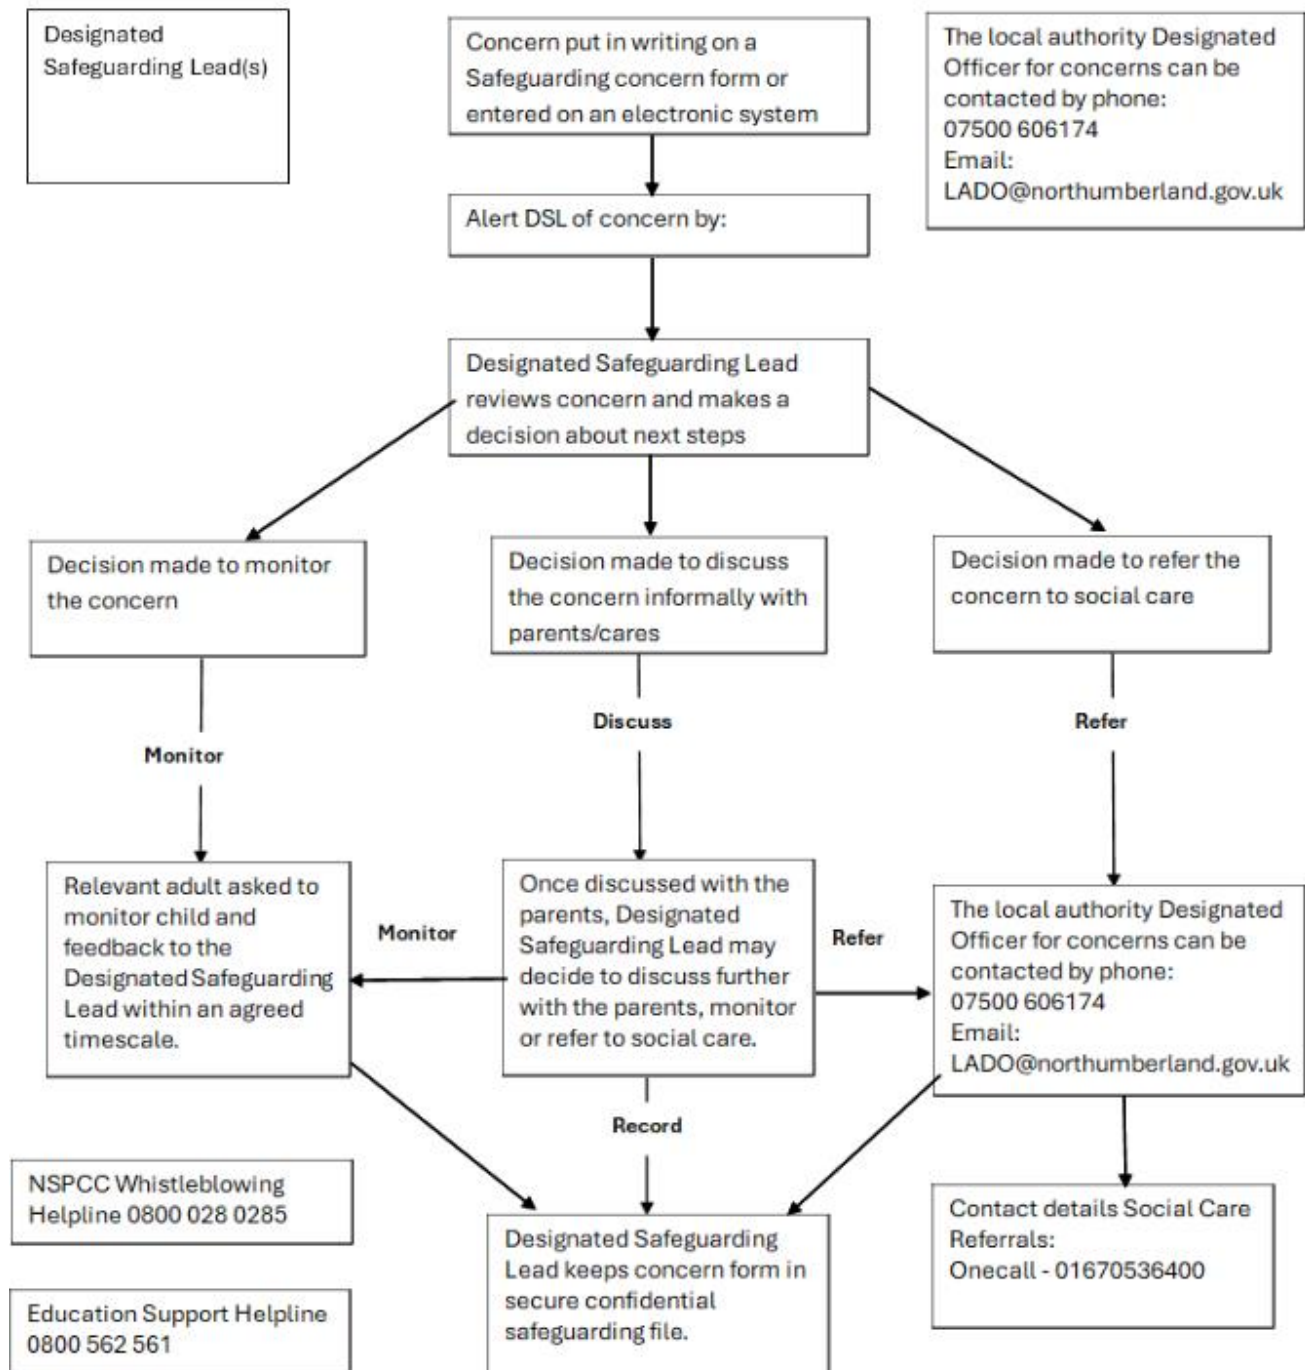 Designated
Safeguarding Lead(s)
Concern put in writing on a
Safeguarding concern form or
entered on an electronic system
The local authority Designated
Officer for concerns can be
contacted by phone:
07500 606174
Email:
LADO@northumberland.gov.uk
Alert DSL of concern by:
Designated Safeguarding Lead
reviews concern and makes a
decision about next steps
Decision made to monitor
the concern
Decision made to discuss
the concern informally with
parents/cares
Decision made to refer the
concern to social care
Monitor
Discuss
Refer
Relevant adult asked to
monitor child and
feedback to the
Designated Safeguarding
Lead within an agreed
timescale.
Monitor
Once discussed with the
parents, Designated
Safeguarding Lead may
decide to discuss further
with the parents, monitor
or refer to social care.
Refer
The local authority Designated
Officer for concerns can be
contacted by phone:
07500 606174
Email:
LADO@northumberland.gov.uk
Record
NSPCC Whistleblowing
Helpline 0800 028 0285
Education Support Helpline
0800 562 561
Designated Safeguarding
Lead keeps concern form in
secure confidential
safeguarding file.
Contact details Social Care
Referrals:
Onecall - 01670536400